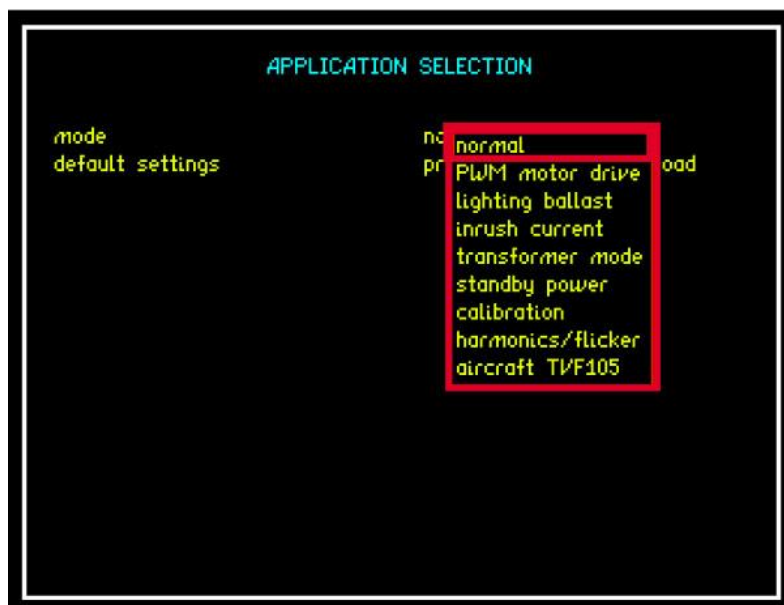 APPLICATION SELECTION
mode
normal
default settings
PWM motor drive
lighting ballast
inrush current
transformer mode
standby power
calibration
harmonics/flicker
aircraft TVF105